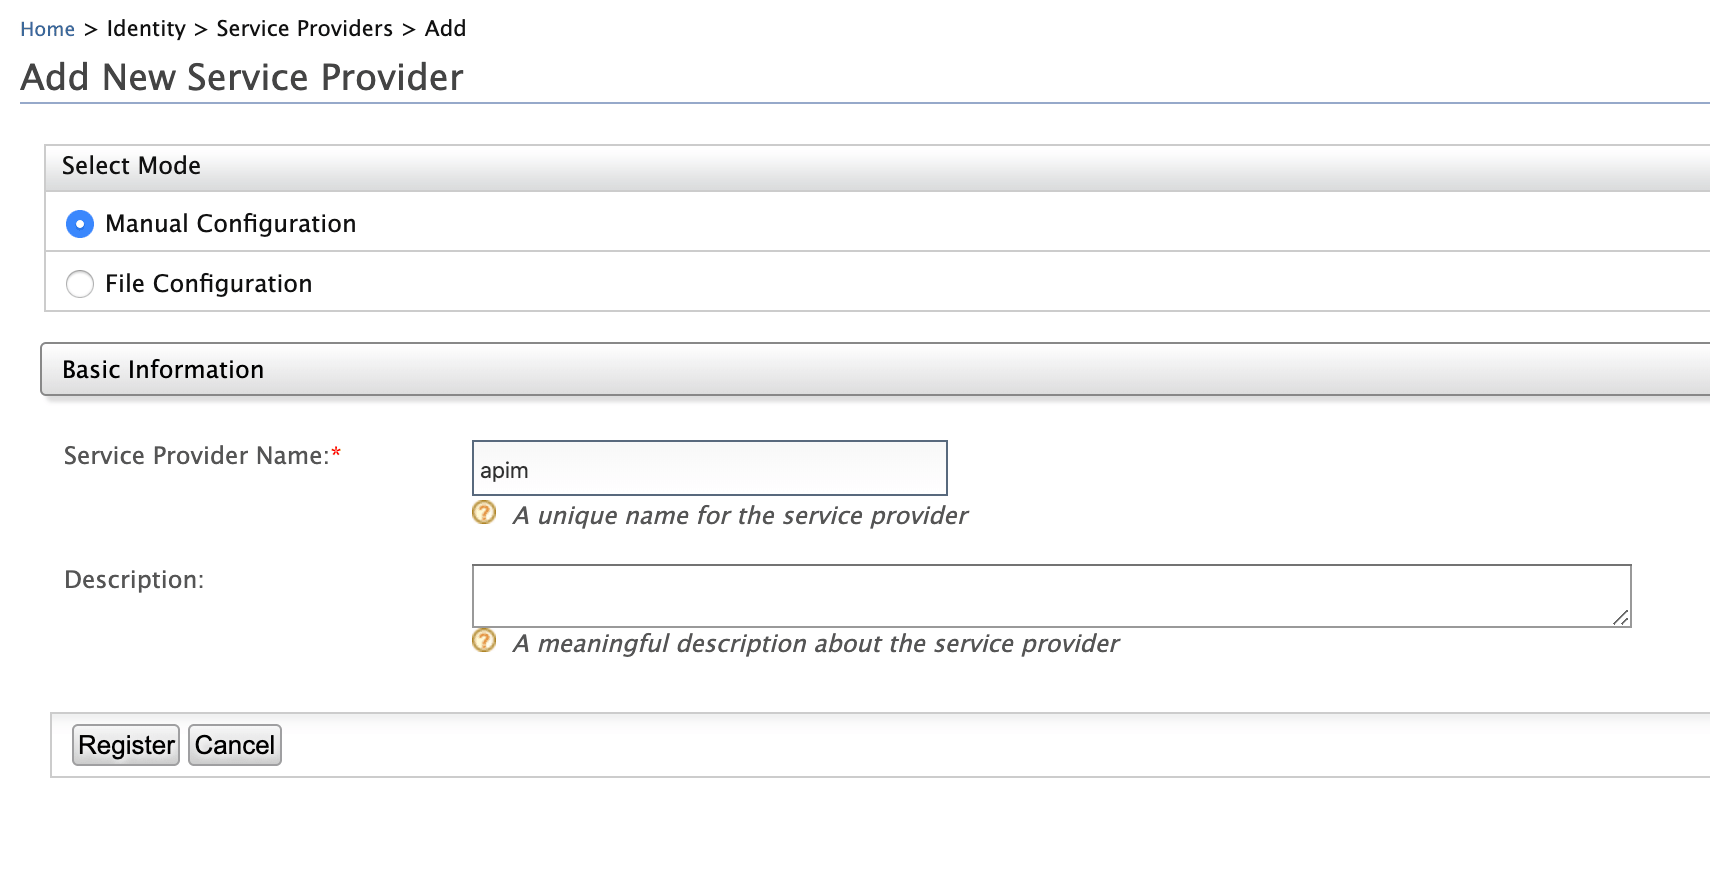 Home > Identity > Service Providers > Add
Add New Service Provider
Select Mode
Manual Configuration
File Configuration
Basic Information
Service Provider Name:*
apim
? A unique name for the service provider
Description:
? A meaningful description about the service provider
Register Cancel